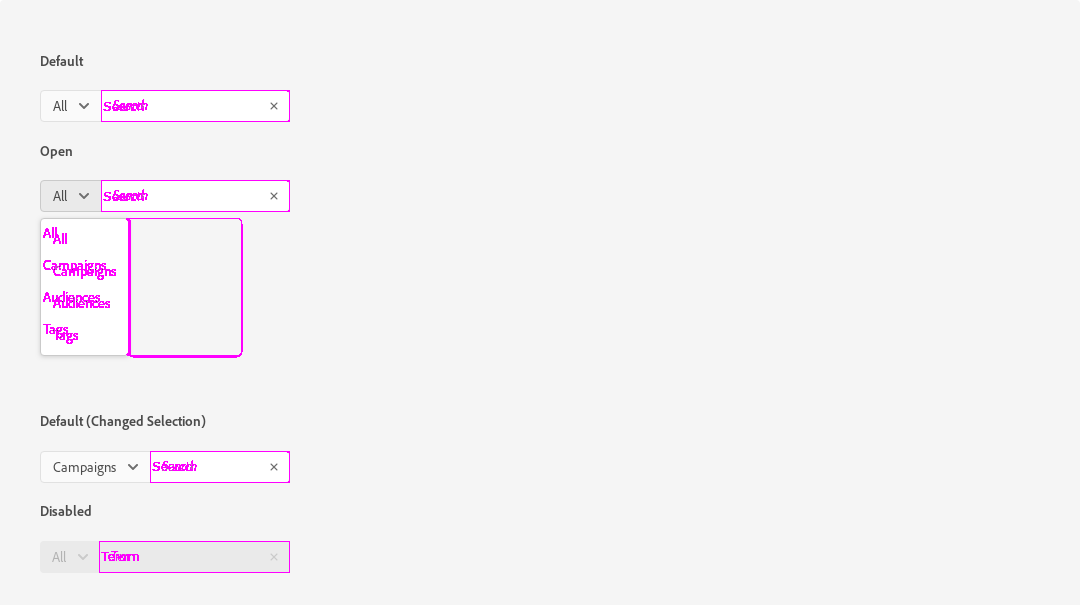 Default
All Search ×
Open
All Search ×
All
Campaigns
Audiences
Tags
Default (Changed Selection)
Campaigns Search ×
Disabled
All Term ×